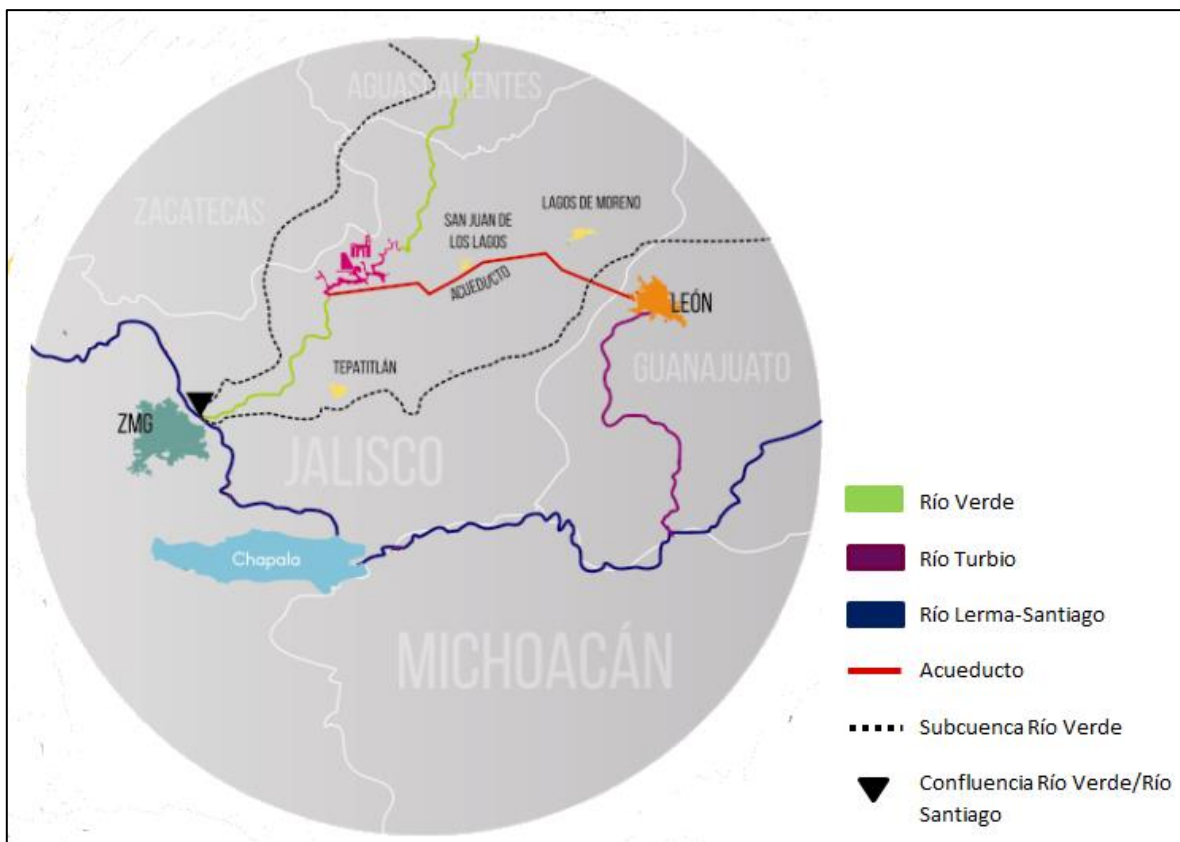 AGUASCALIENTES
ZACATECAS
LAGOS DE MORENO
SAN JUAN DE
LOS LAGOS
ACUEDUCTO
LEÓN
GUANAJUATO
TEPATITLÁN
ZMG
JALISCO
Chapala
MICHOACÁN
Río Verde
Río Turbio
Río Lerma-Santiago
Acueducto
Subcuenca Río Verde
Confluencia Río Verde/Río
Santiago